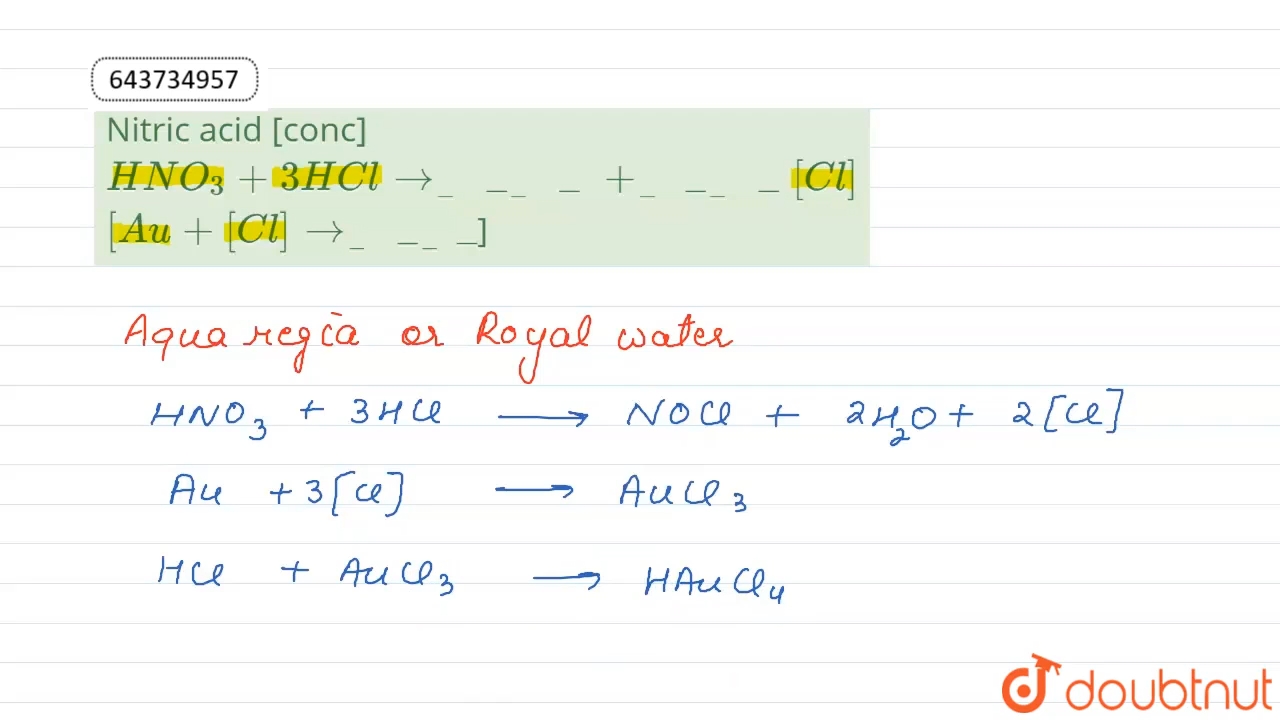 643734957
Nitric acid [conc]
HNO₃ + 3HCl → _ _ _ _ + _ _ _ _ [Cl]
[Au + [Cl] → _ _ _ _]
Aqua regia or Royal water
HNO₃ + 3HCl ⟶ NOCl + 2H₂O + 2[Cl]
Au + 3[Cl] ⟶ AuCl₃
HCl + AuCl₃ ⟶ HAuCl₄
doubtnut